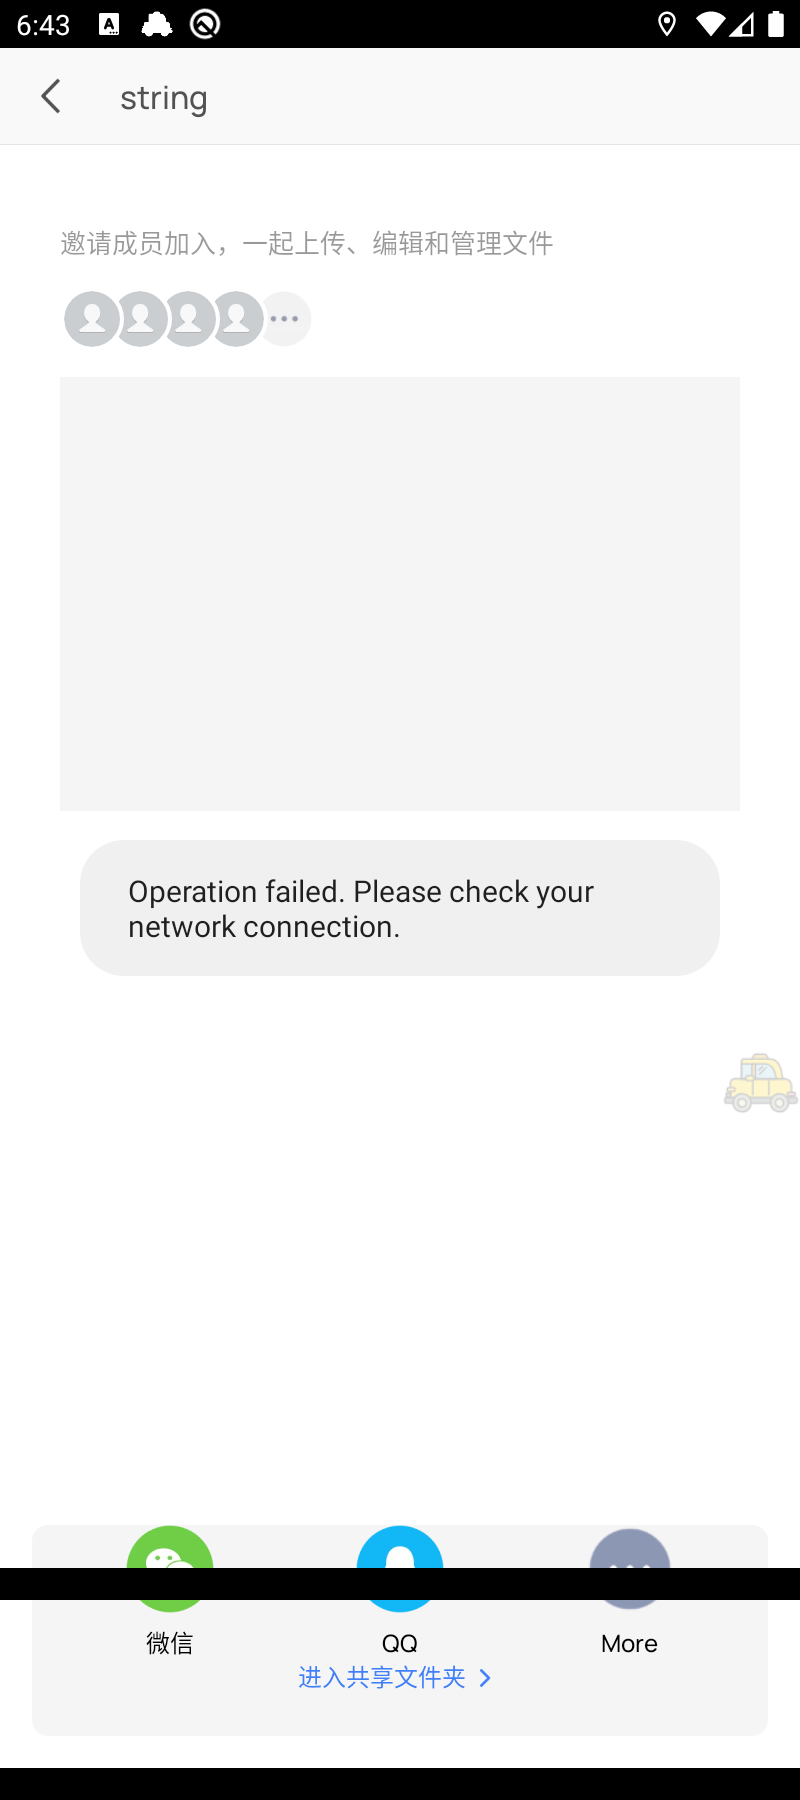 6:43
string
邀请成员加入，一起上传、编辑和管理文件
Operation failed. Please check your
network connection.
微信
QQ
More
进入共享文件夹